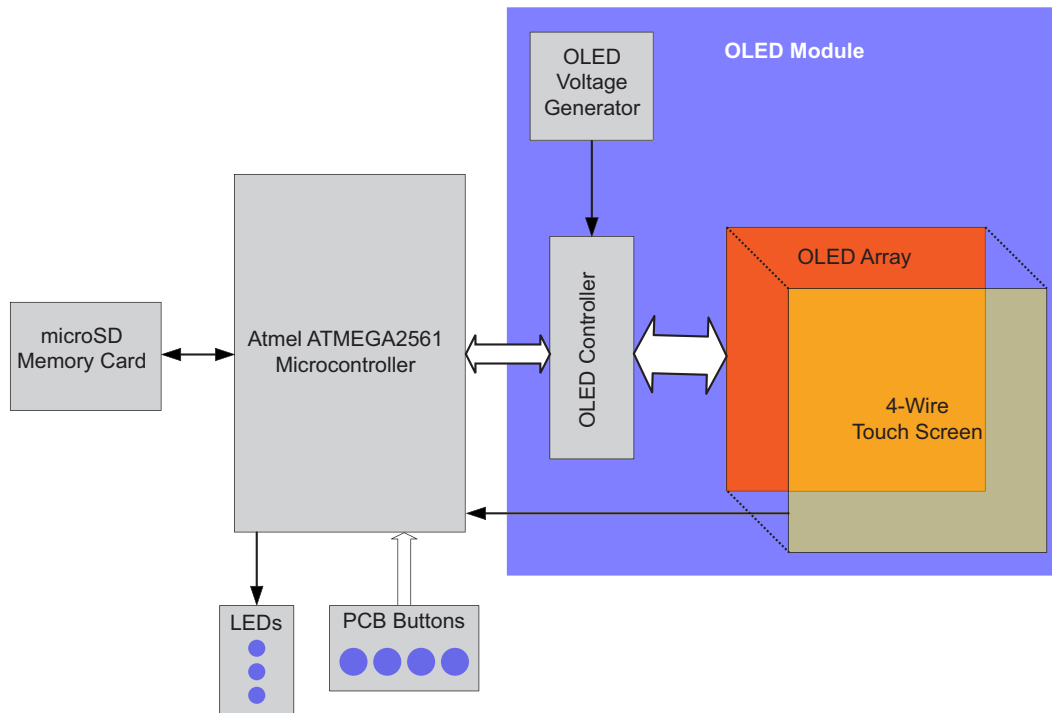 OLED Module
OLED
Voltage
Generator
OLED Array
microSD
Memory Card
Atmel ATMEGA2561
Microcontroller
OLED Controller
4-Wire
Touch Screen
LEDs
PCB Buttons